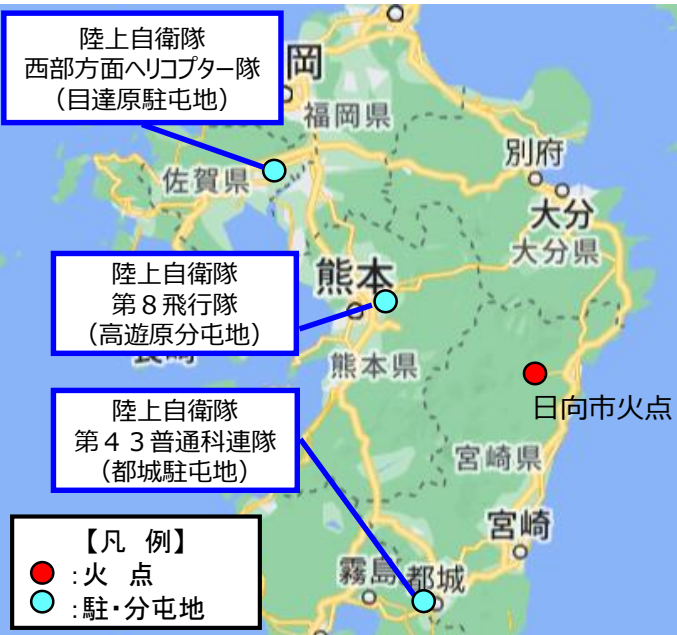 陸上自衛隊
西部方面ヘリコプター隊
（目達原駐屯地）
岡
福岡県
佐賀県
別府
大分
大分県
陸上自衛隊
第８飛行隊
（高遊原分屯地）
熊本
熊本県
日向市火点
陸上自衛隊
第４３普通科連隊
（都城駐屯地）
宮崎県
宮崎
霧島
都城
【凡　例】
：火　点
：駐・分屯地